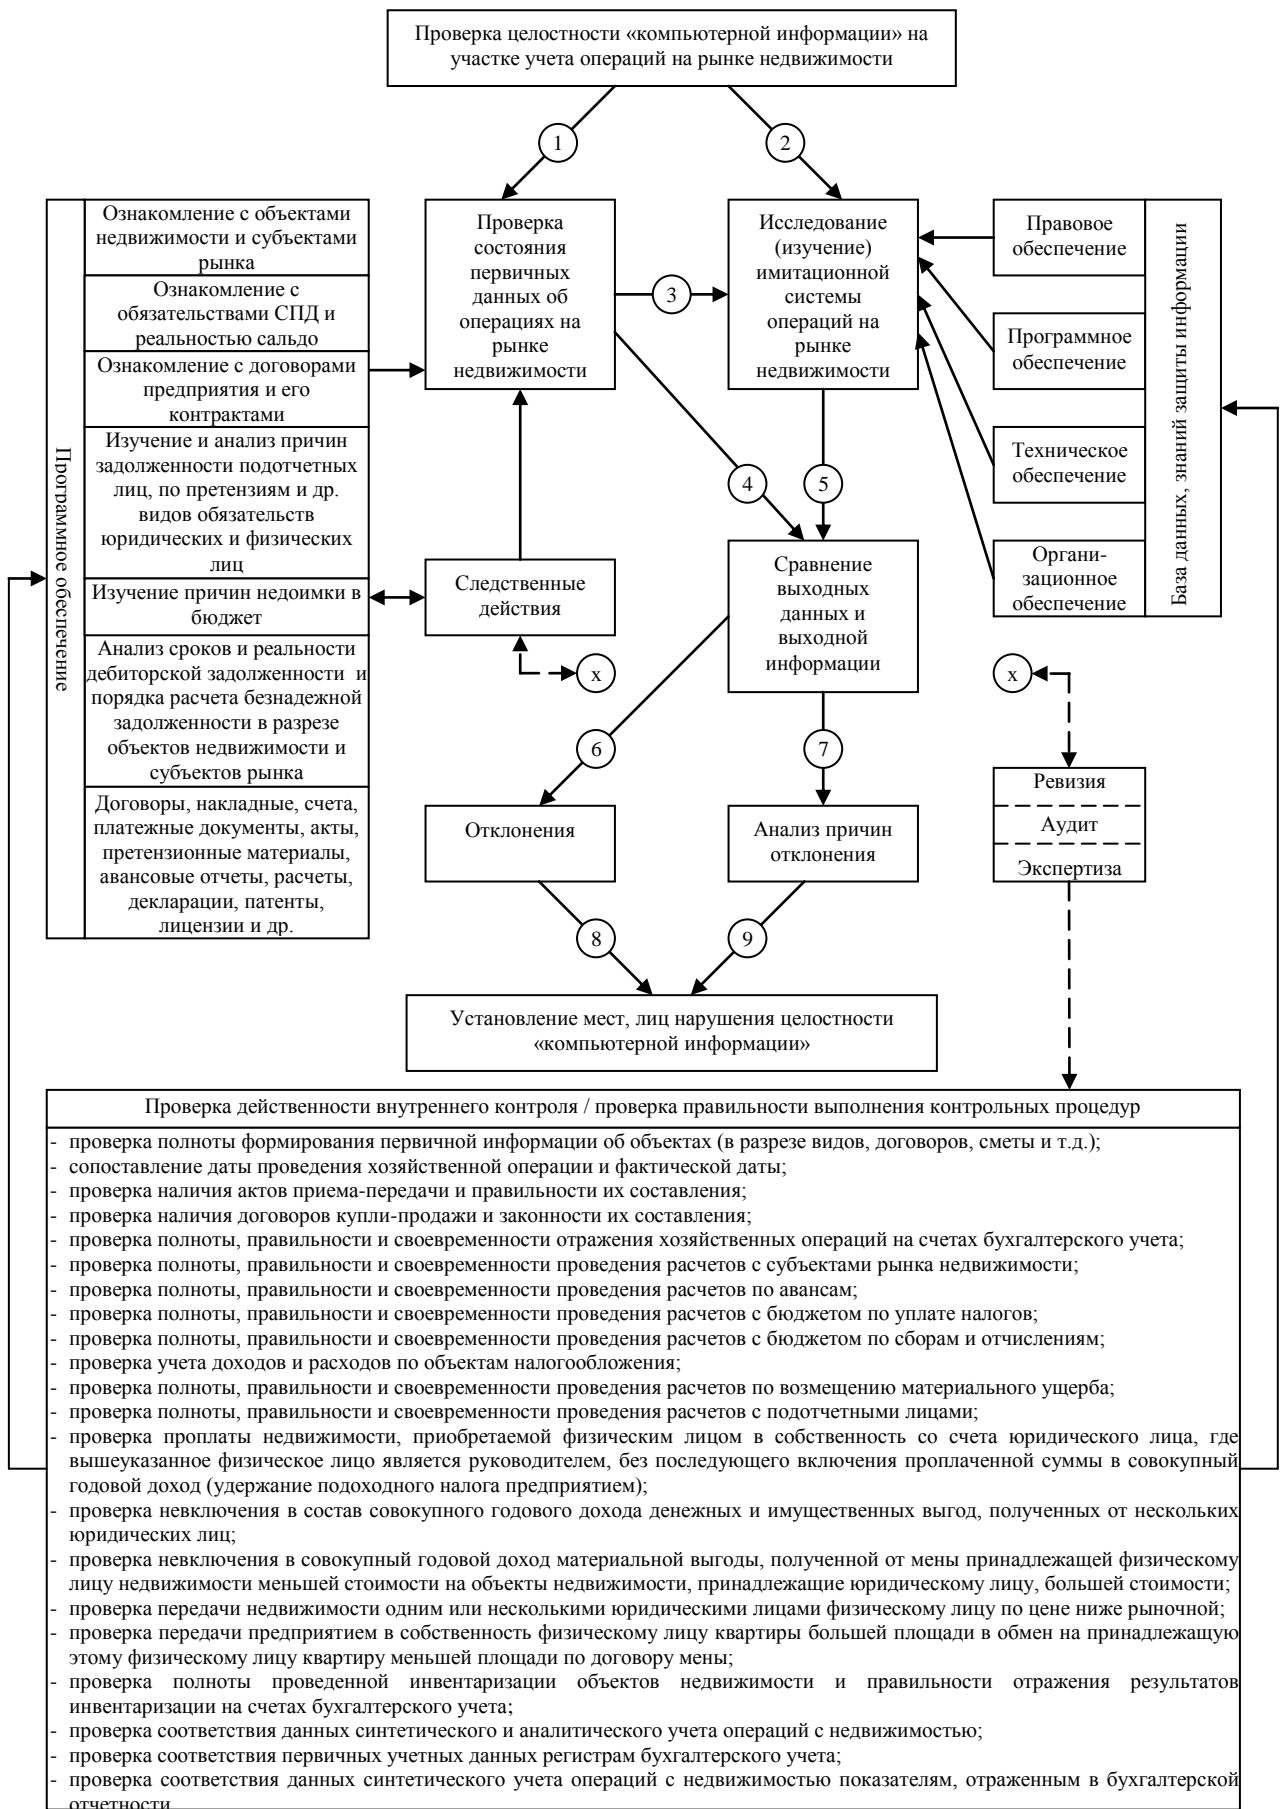 Проверка целостности «компьютерной информации» на
участке учета операций на рынке недвижимости
1
2
Программное обеспечение
Ознакомление с объектами
недвижимости и субъектами
рынка
Ознакомление с
обязательствами СПД и
реальностью сальдо
Ознакомление с договорами
предприятия и его
контрактами
Изучение и анализ причин
задолженности подотчетных
лиц, по претензиям и др.
видов обязательств
юридических и физических
лиц
Изучение причин недоимки в
бюджет
Анализ сроков и реальности
дебиторской задолженности и
порядка расчета безнадежной
задолженности в разрезе
объектов недвижимости и
субъектов рынка
Договоры, накладные, счета,
платежные документы, акты,
претензионные материалы,
авансовые отчеты, расчеты,
декларации, патенты,
лицензии и др.
Проверка
состояния
первичных
данных об
операциях на
рынке
недвижимости
3
Исследование
(изучение)
имитационной
системы
операций на
рынке
недвижимости
Правовое
обеспечение
Программное
обеспечение
Техническое
обеспечение
Органи-
зационное
обеспечение
База данных, знаний защиты информации
4
5
Следственные
действия
х
Сравнение
выходных
данных и
выходной
информации
х
6
7
Отклонения
Анализ причин
отклонения
Ревизия
Аудит
Экспертиза
8
9
Установление мест, лиц нарушения целостности
«компьютерной информации»
Проверка действенности внутреннего контроля / проверка правильности выполнения контрольных процедур
- проверка полноты формирования первичной информации об объектах (в разрезе видов, договоров, сметы и т.д.);
- сопоставление даты проведения хозяйственной операции и фактической даты;
- проверка наличия актов приема-передачи и правильности их составления;
- проверка наличия договоров купли-продажи и законности их составления;
- проверка полноты, правильности и своевременности отражения хозяйственных операций на счетах бухгалтерского учета;
- проверка полноты, правильности и своевременности проведения расчетов с субъектами рынка недвижимости;
- проверка полноты, правильности и своевременности проведения расчетов по авансам;
- проверка полноты, правильности и своевременности проведения расчетов с бюджетом по уплате налогов;
- проверка полноты, правильности и своевременности проведения расчетов с бюджетом по сборам и отчислениям;
- проверка учета доходов и расходов по объектам налогообложения;
- проверка полноты, правильности и своевременности проведения расчетов по возмещению материального ущерба;
- проверка полноты, правильности и своевременности проведения расчетов с подотчетными лицами;
- проверка проплаты недвижимости, приобретаемой физическим лицом в собственность со счета юридического лица, где
вышеуказанное физическое лицо является руководителем, без последующего включения проплаченной суммы в совокупный
годовой доход (удержание подоходного налога предприятием);
- проверка невключения в состав совокупного годового дохода денежных и имущественных выгод, полученных от нескольких
юридических лиц;
- проверка невключения в совокупный годовой доход материальной выгоды, полученной от мены принадлежащей физическому
лицу недвижимости меньшей стоимости на объекты недвижимости, принадлежащие юридическому лицу, большей стоимости;
- проверка передачи недвижимости одним или несколькими юридическими лицами физическому лицу по цене ниже рыночной;
- проверка передачи предприятием в собственность физическому лицу квартиры большей площади в обмен на принадлежащую
этому физическому лицу квартиру меньшей площади по договору мены;
- проверка полноты проведенной инвентаризации объектов недвижимости и правильности отражения результатов
инвентаризации на счетах бухгалтерского учета;
- проверка соответствия данных синтетического и аналитического учета операций с недвижимостью;
- проверка соответствия первичных учетных данных регистрам бухгалтерского учета;
- проверка соответствия данных синтетического учета операций с недвижимостью показателям, отраженным в бухгалтерской
отчетности